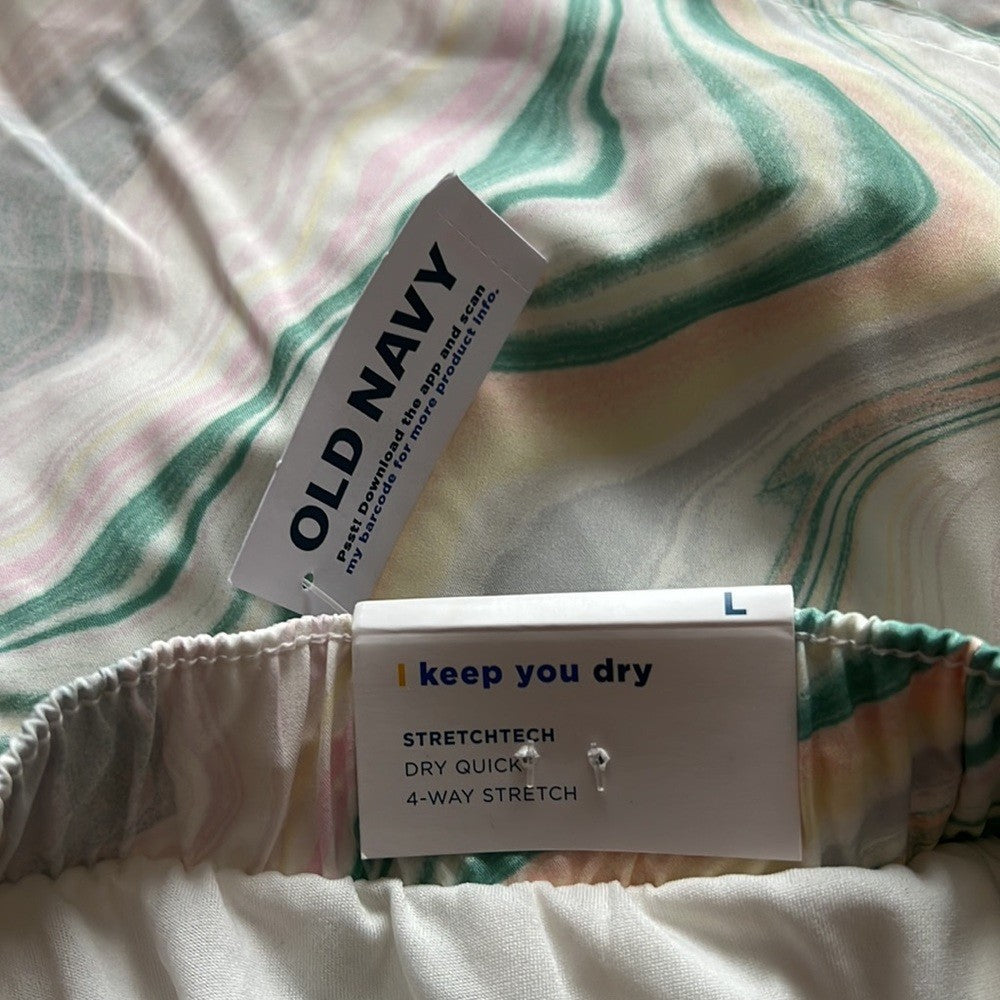 OLD NAVY
Psst! Download the app and scan
my barcode for more product info.
L
I keep you dry
STRETCHTECH
DRY QUICK
4-WAY STRETCH